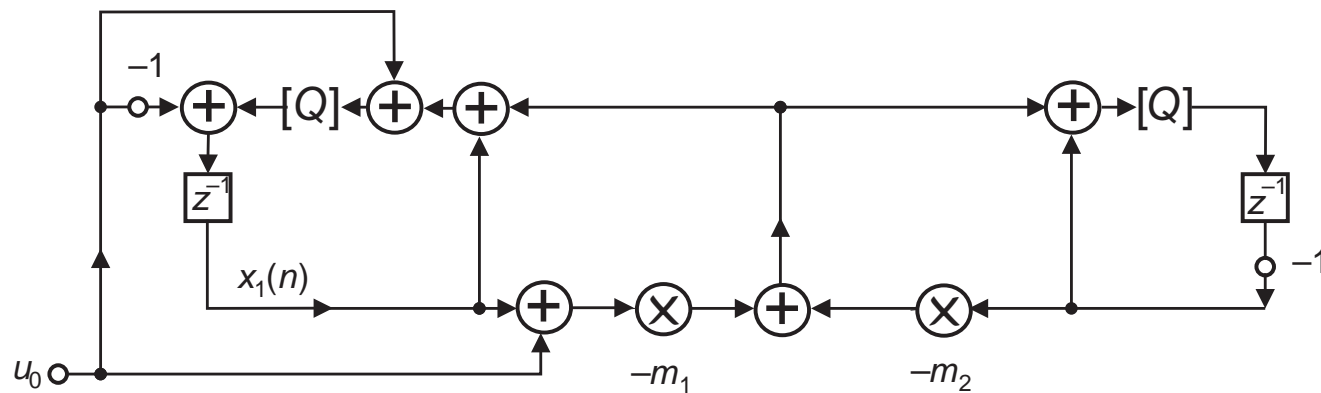 –1
[Q]
[Q]
z⁻¹
z⁻¹
x₁(n)
–1
–m₁
–m₂
u₀